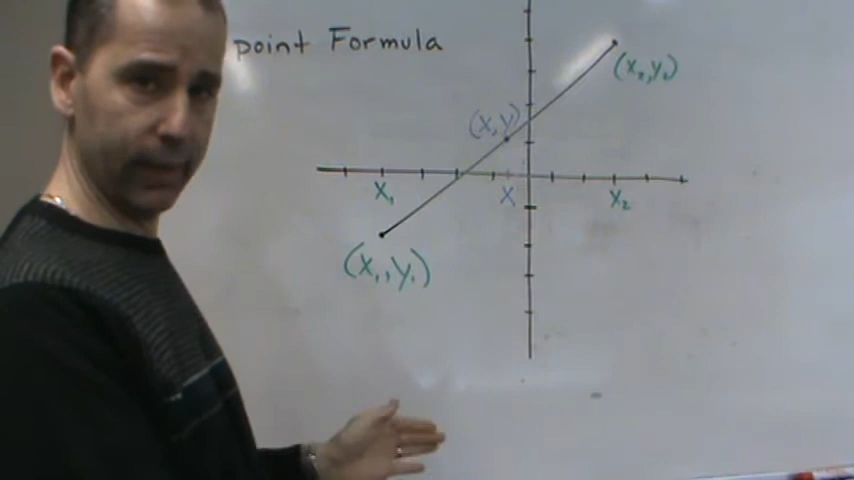 point Formula
(x₂,y₂)
(x,y)
x₁ x x₂
(x₁,y₁)